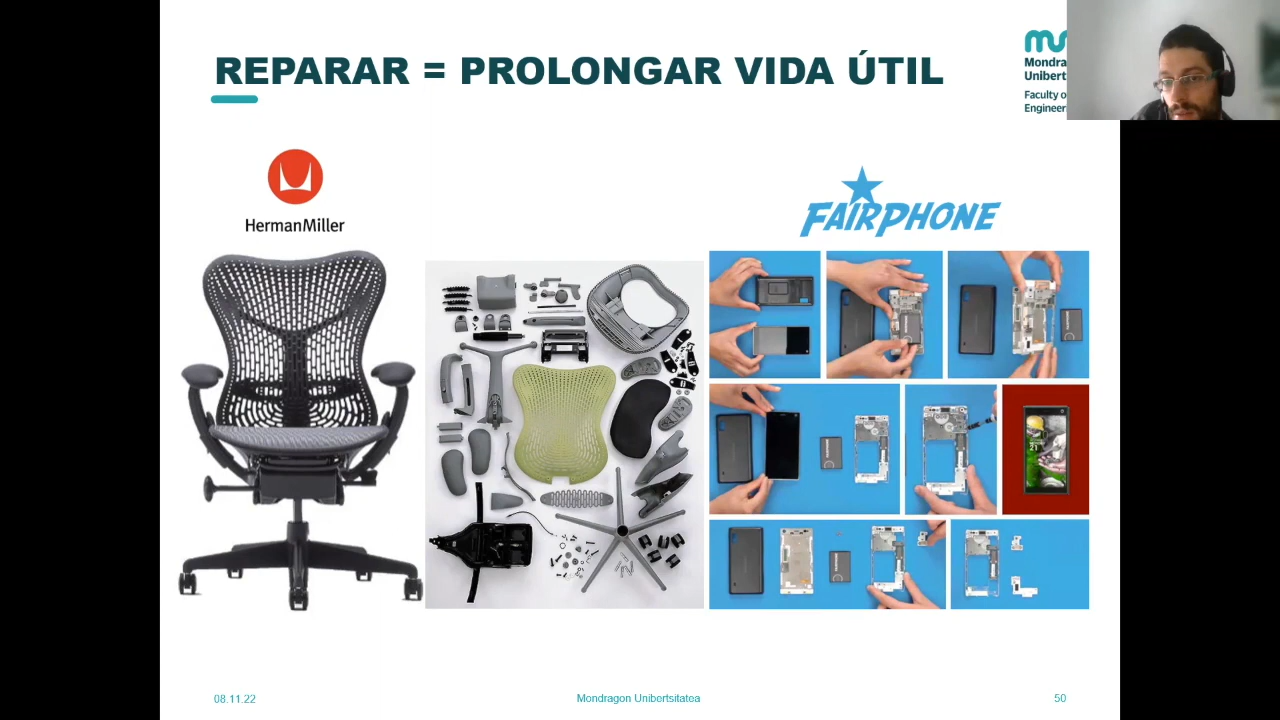 REPARAR = PROLONGAR VIDA ÚTIL
Mondra
Unibert
Faculty o
Engineer
HermanMiller
FAIRPHONE
08.11.22
Mondragon Unibertsitatea
50